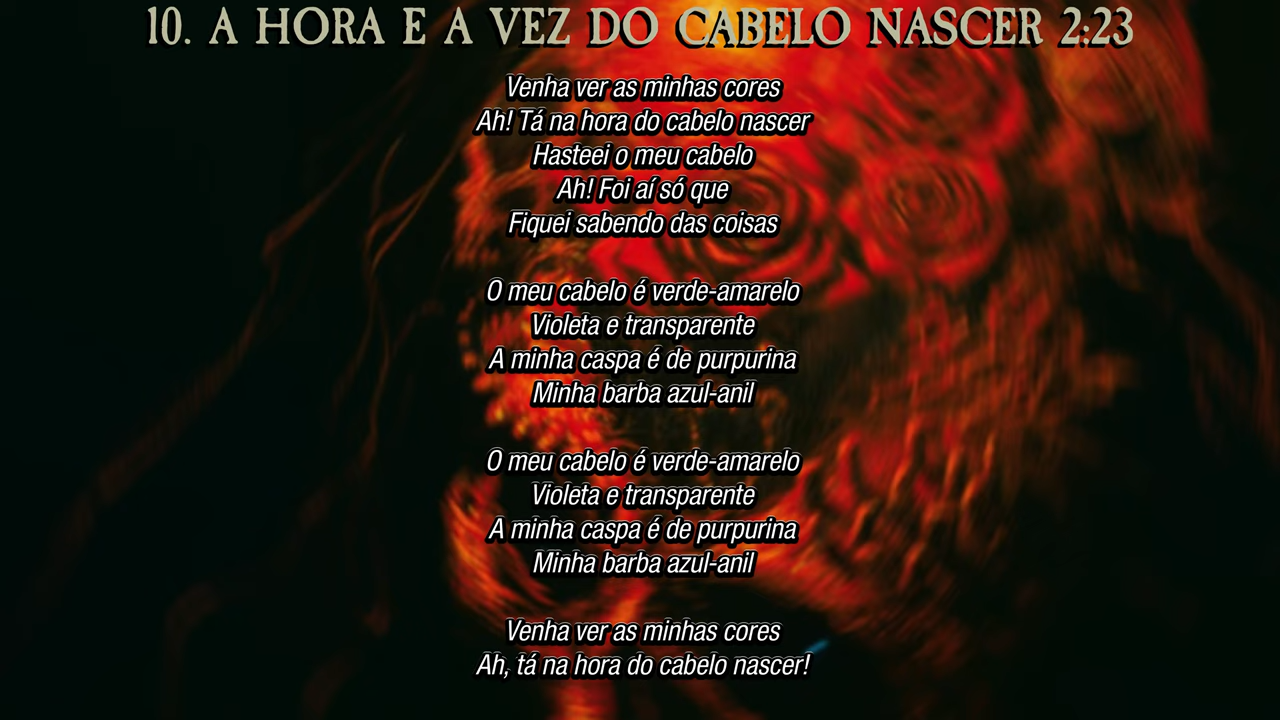 10. A HORA E A VEZ DO CABELO NASCER 2:23
Venha ver as minhas cores
Ah! Tá na hora do cabelo nascer
Hasteei o meu cabelo
Ah! Foi aí só que
Fiquei sabendo das coisas
O meu cabelo é verde-amarelo
Violeta e transparente
A minha caspa é de purpurina
Minha barba azul-anil
O meu cabelo é verde-amarelo
Violeta e transparente
A minha caspa é de purpurina
Minha barba azul-anil
Venha ver as minhas cores
Ah, tá na hora do cabelo nascer!